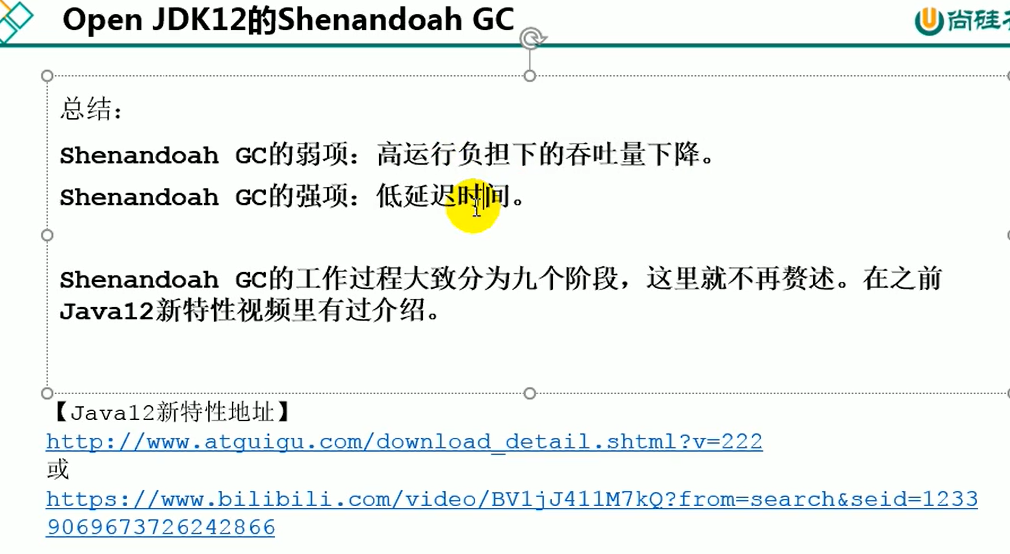 Open JDK12的Shenandoah GC
尚硅
总结：
Shenandoah GC的弱项：高运行负担下的吞吐量下降。
Shenandoah GC的强项：低延迟时间。
Shenandoah GC的工作过程大致分为九个阶段，这里就不再赘述。在之前
Java12新特性视频里有过介绍。
【Java12新特性地址】
http://www.atguigu.com/download_detail.shtml?v=222
或
https://www.bilibili.com/video/BV1jJ411M7kQ?from=search&seid=1233
9069673726242866